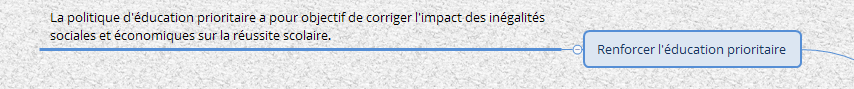 La politique d'éducation prioritaire a pour objectif de corriger l'impact des inégalités
sociales et économiques sur la réussite scolaire.
Renforcer l'éducation prioritaire